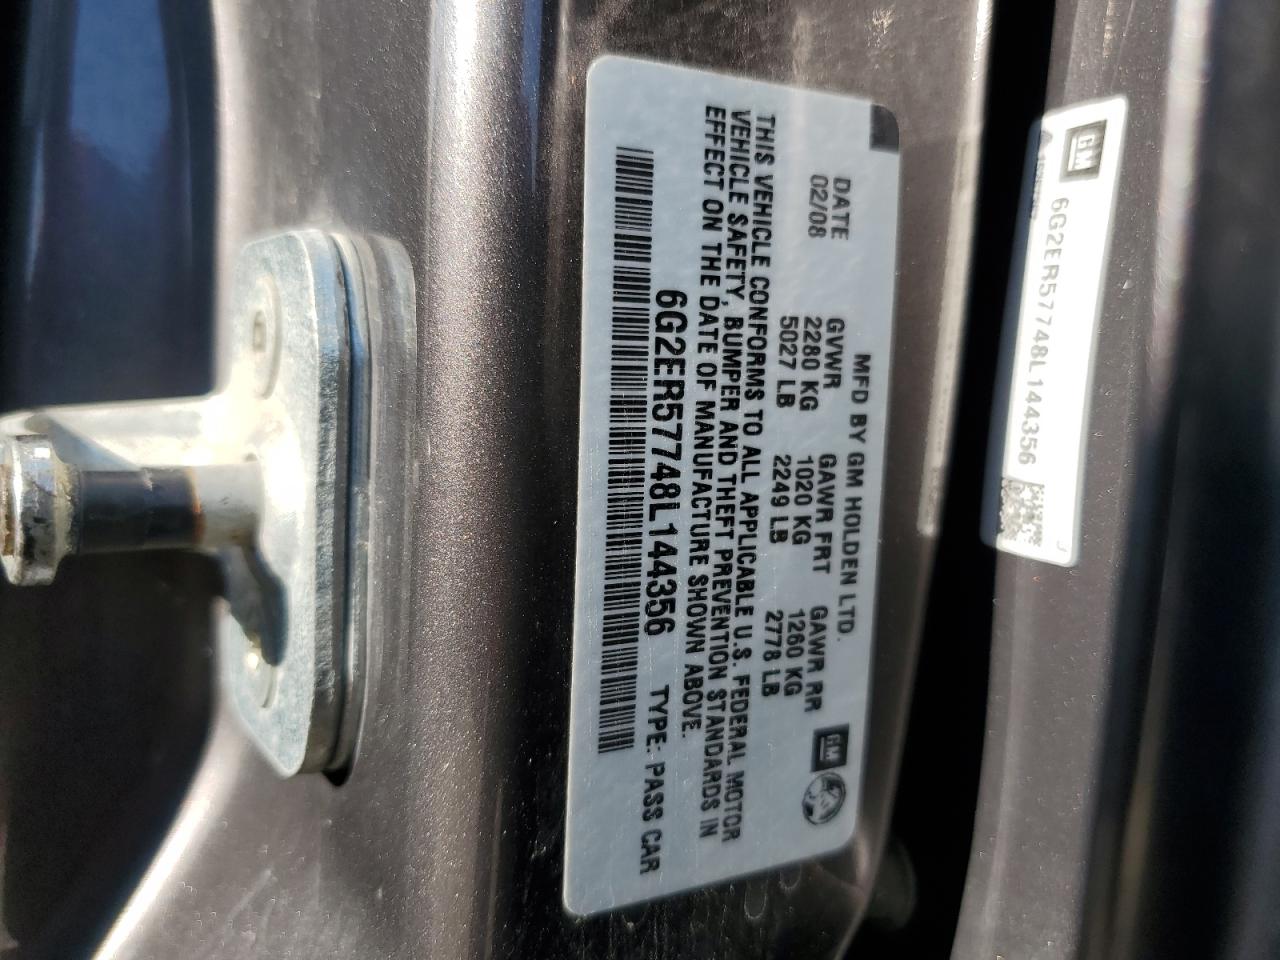 MFD BY GM HOLDEN LTD.
DATE GVWR GAWR FRT GAWR RR GM
02/08 2280 KG 1020 KG 1260 KG
5027 LB 2249 LB 2778 LB
THIS VEHICLE CONFORMS TO ALL APPLICABLE U.S. FEDERAL MOTOR
VEHICLE SAFETY, BUMPER AND THEFT PREVENTION STANDARDS IN
EFFECT ON THE DATE OF MANUFACTURE SHOWN ABOVE.
6G2ER57748L144356 TYPE: PASS CAR
GM 6G2ER57748L144356